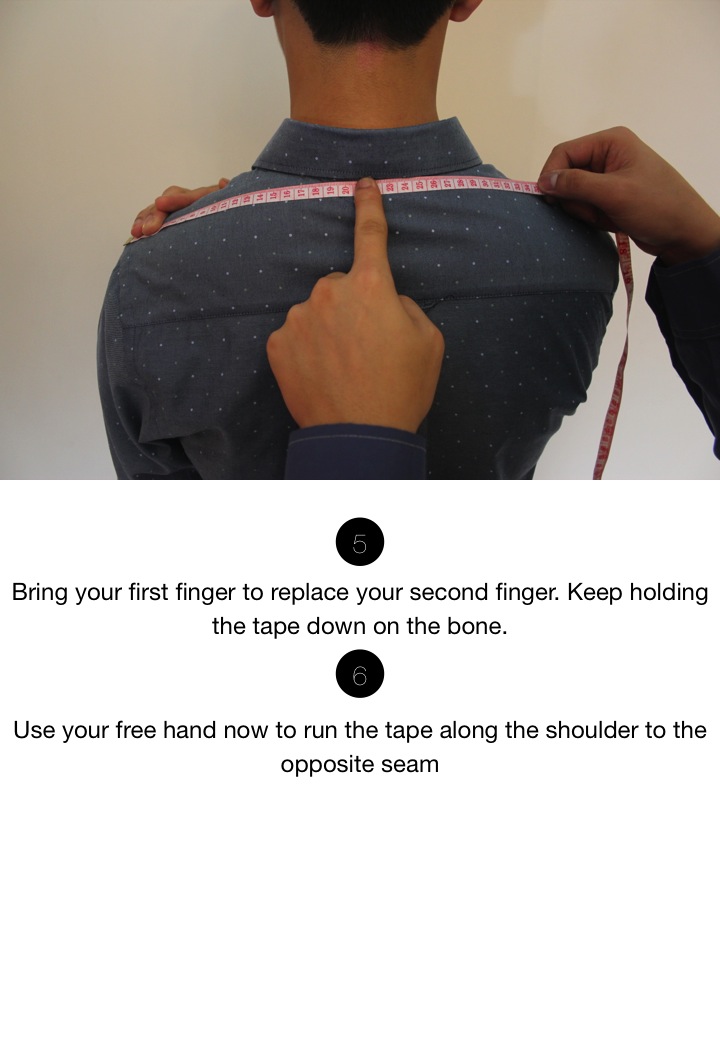 5
Bring your first finger to replace your second finger. Keep holding
the tape down on the bone.
6
Use your free hand now to run the tape along the shoulder to the
opposite seam